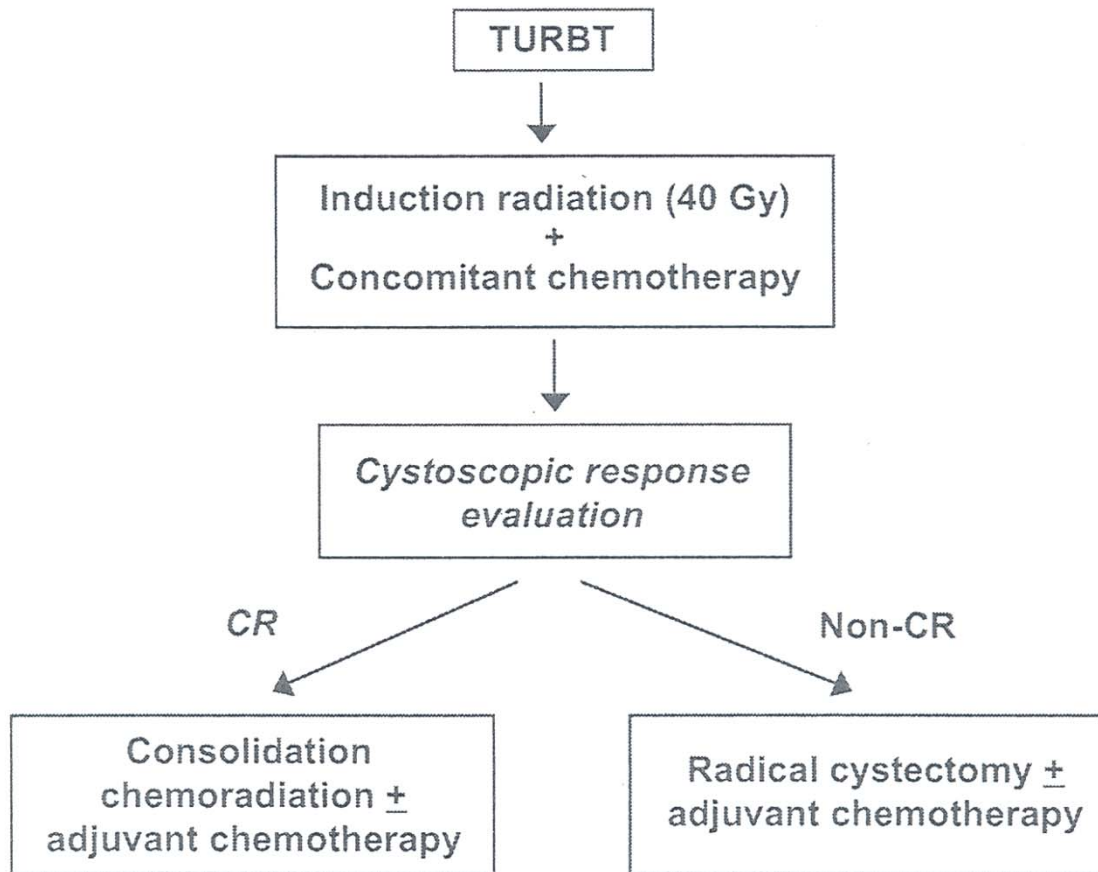 TURBT
Induction radiation (40 Gy)
+
Concomitant chemotherapy
Cystoscopic response
evaluation
CR
Non-CR
Consolidation
chemoradiation ±
adjuvant chemotherapy
Radical cystectomy ±
adjuvant chemotherapy